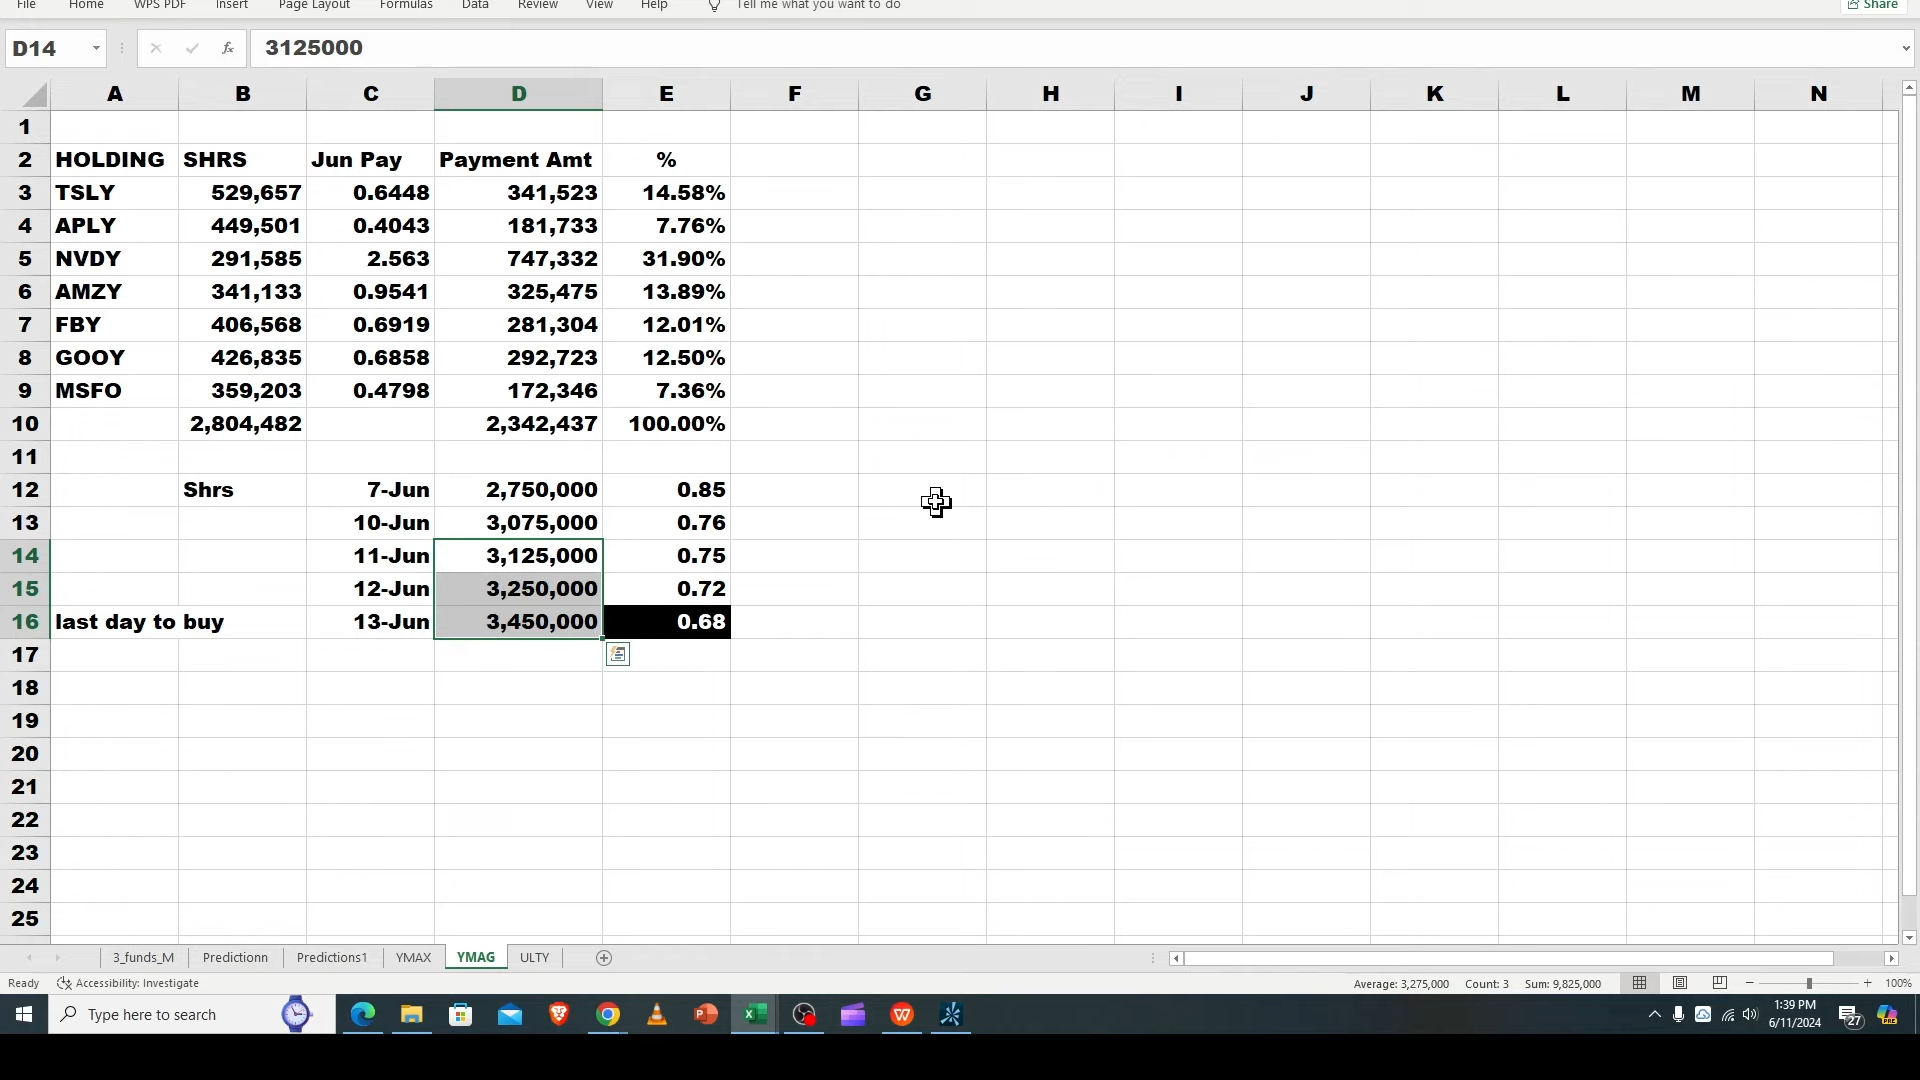 File Home WPS PDF Insert Page Layout Formulas Data Review View Help Tell me what you want to do Share
D14 fx 3125000
A B C D E F G H I J K L M N
1
2 HOLDING SHRS Jun Pay Payment Amt %
3 TSLY 529,657 0.6448 341,523 14.58%
4 APLY 449,501 0.4043 181,733 7.76%
5 NVDY 291,585 2.563 747,332 31.90%
6 AMZY 341,133 0.9541 325,475 13.89%
7 FBY 406,568 0.6919 281,304 12.01%
8 GOOY 426,835 0.6858 292,723 12.50%
9 MSFO 359,203 0.4798 172,346 7.36%
10 2,804,482 2,342,437 100.00%
11
12 Shrs 7-Jun 2,750,000 0.85
13 10-Jun 3,075,000 0.76
14 11-Jun 3,125,000 0.75
15 12-Jun 3,250,000 0.72
16 last day to buy 13-Jun 3,450,000 0.68
17
18
19
20
21
22
23
24
25
3_funds_M Predictionn Predictions1 YMAX YMAG ULTY
Ready Accessibility: Investigate Average: 3,275,000 Count: 3 Sum: 9,825,000 100%
Type here to search 1:39 PM
6/11/2024 27